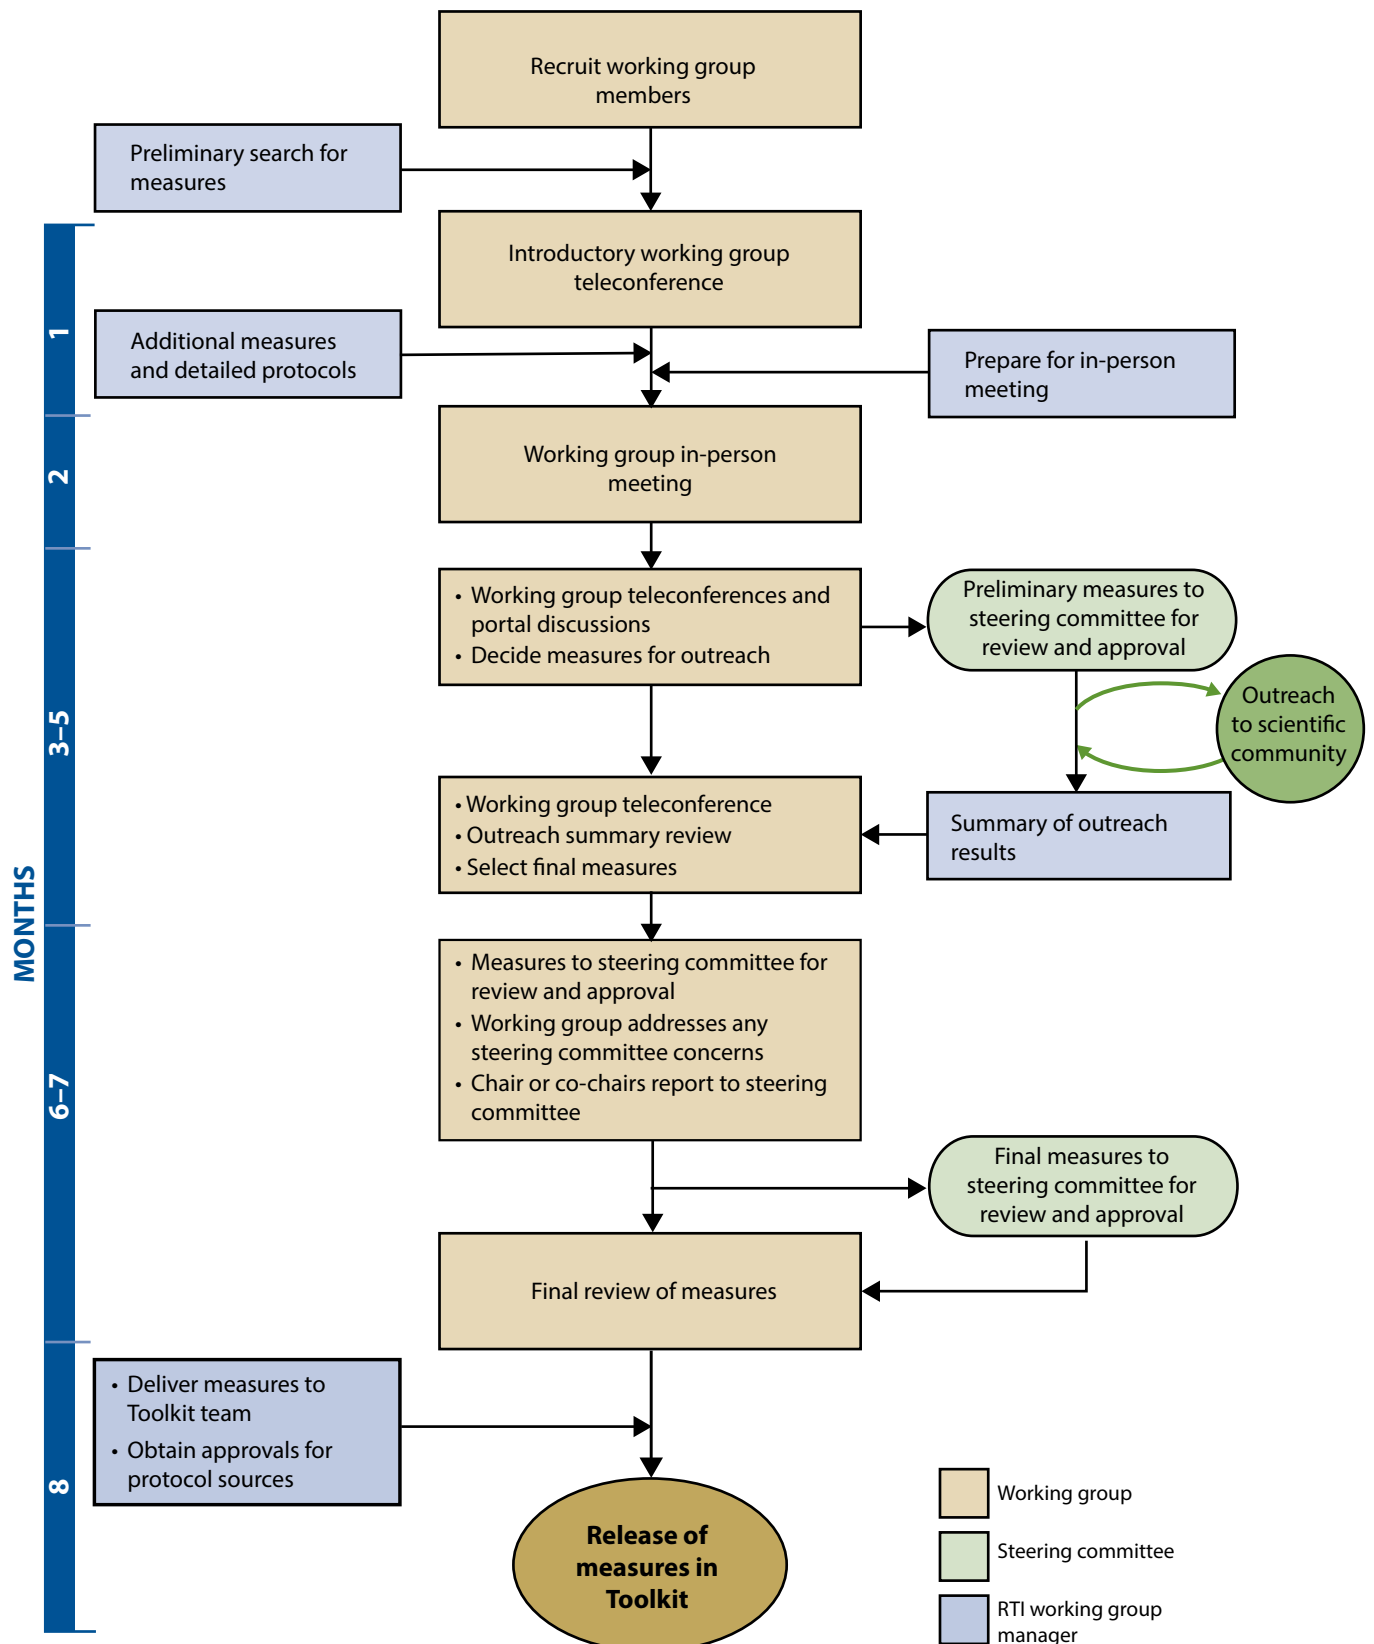 Recruit working group
members
Preliminary search for
measures
Introductory working group
teleconference
Additional measures
and detailed protocols
Prepare for in-person
meeting
Working group in-person
meeting
• Working group teleconferences and
portal discussions
• Decide measures for outreach
Preliminary measures to
steering committee for
review and approval
Outreach
to scientific
community
• Working group teleconference
• Outreach summary review
• Select final measures
Summary of outreach
results
• Measures to steering committee for
review and approval
• Working group addresses any
steering committee concerns
• Chair or co-chairs report to steering
committee
Final measures to
steering committee for
review and approval
Final review of measures
• Deliver measures to
Toolkit team
• Obtain approvals for
protocol sources
Release of
measures in
Toolkit
MONTHS
1
2
3–5
6–7
8
Working group
Steering committee
RTI working group
manager